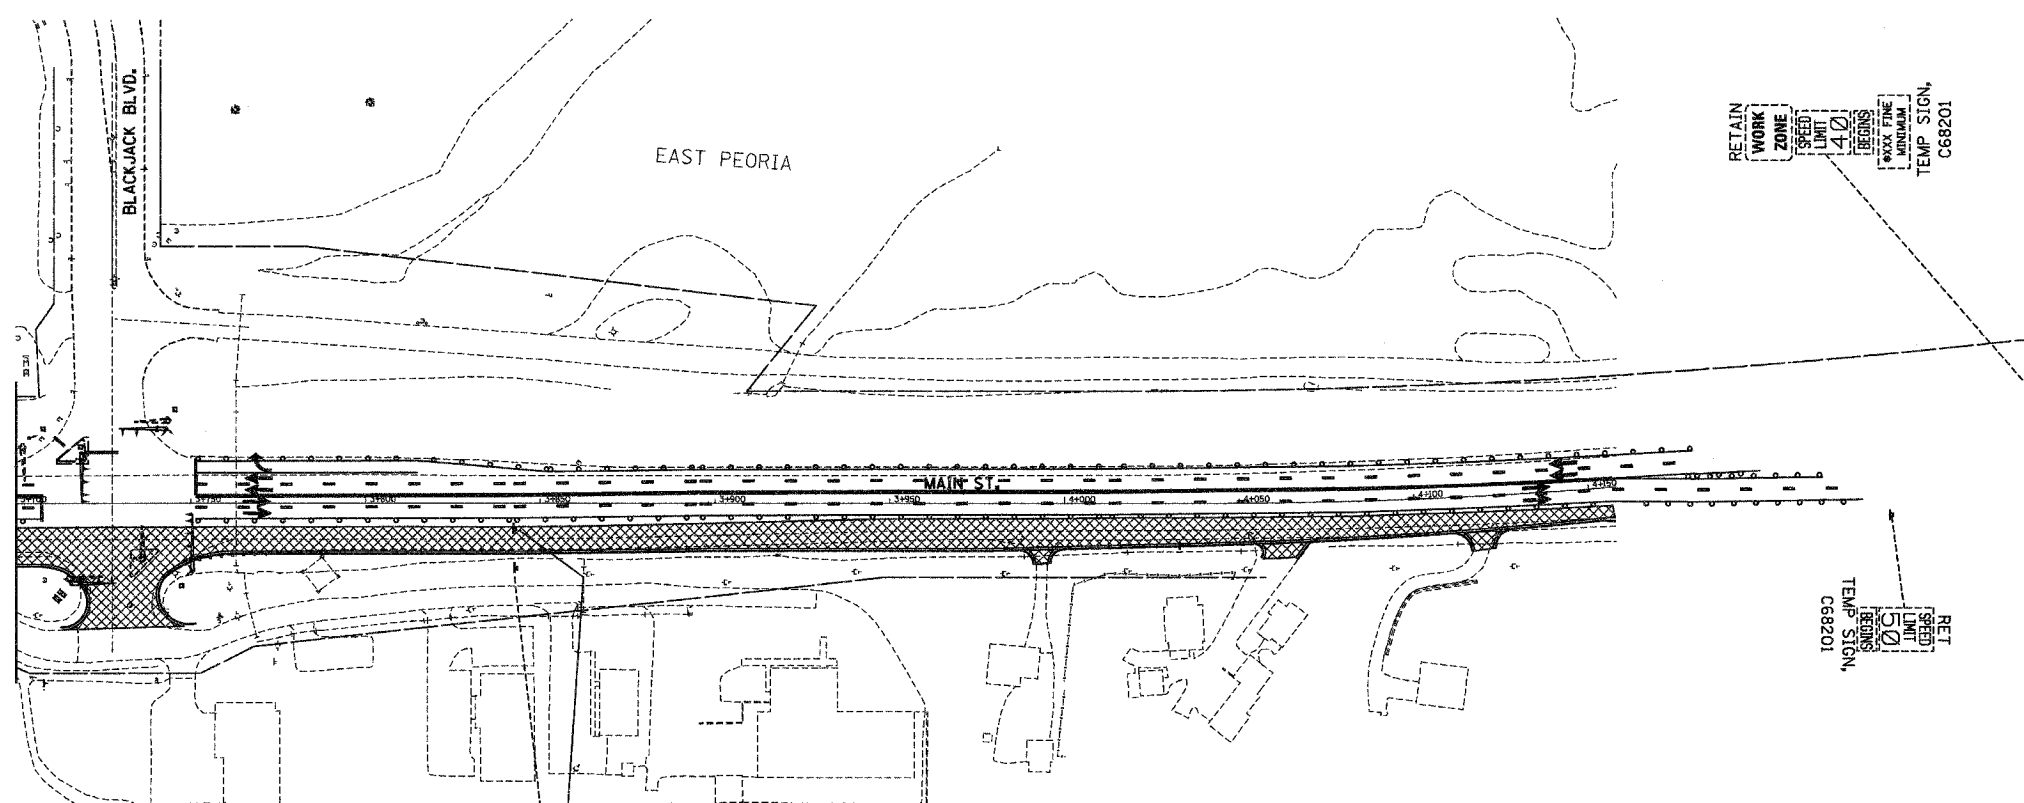 BLACKJACK BLVD.
EAST PEORIA
RETAIN
WORK
ZONE
SPEED
LIMIT
40
BEGINS
$XXX FINE
MINIMUM
TEMP SIGN,
C68201
MAIN ST.
3+800
3+850
3+900
3+950
4+000
4+050
4+100
4+150
RET
SPEED
LIMIT
50
BEGINS
TEMP SIGN,
C68201